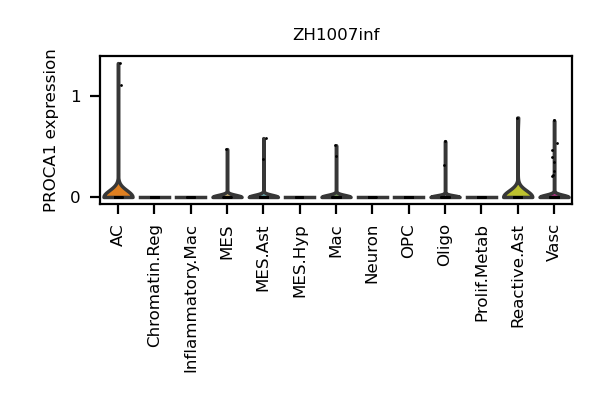 ZH1007inf
PROCA1 expression
1
0
AC
Chromatin.Reg
Inflammatory.Mac
MES
MES.Ast
MES.Hyp
Mac
Neuron
OPC
Oligo
Prolif.Metab
Reactive.Ast
Vasc